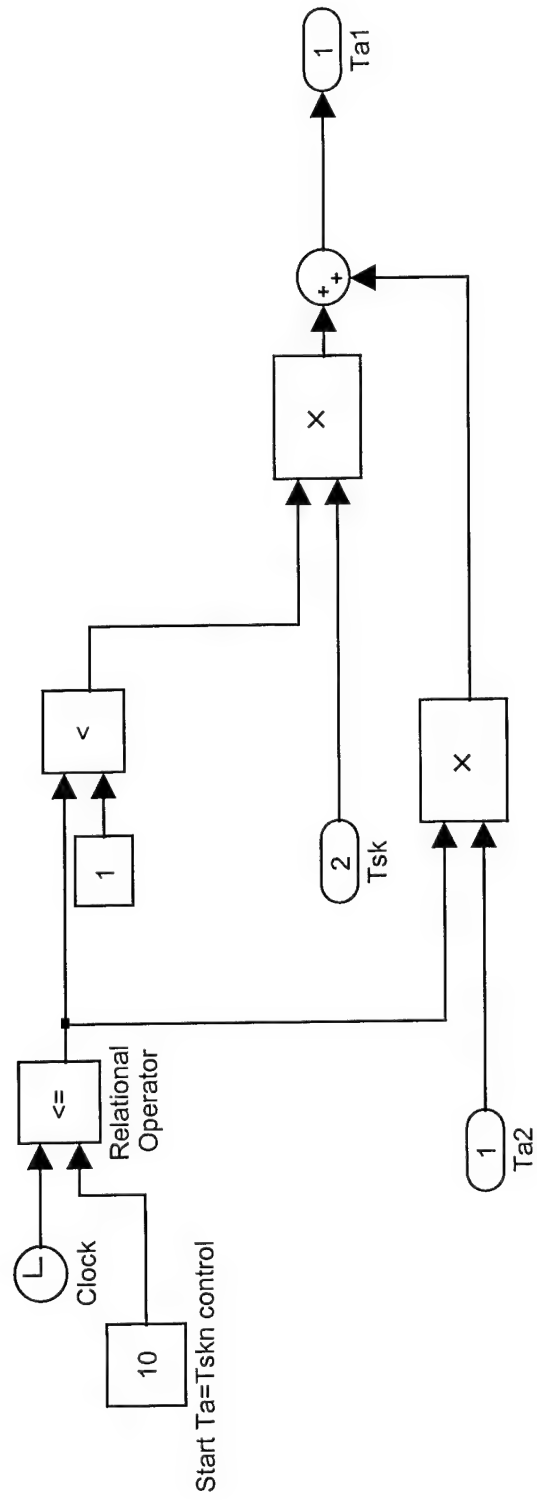 Clock
10
Start Ta=Tskn control
<=
Relational
Operator
1
<
2
Tsk
1
Ta2
X
X
+
+
1
Ta1